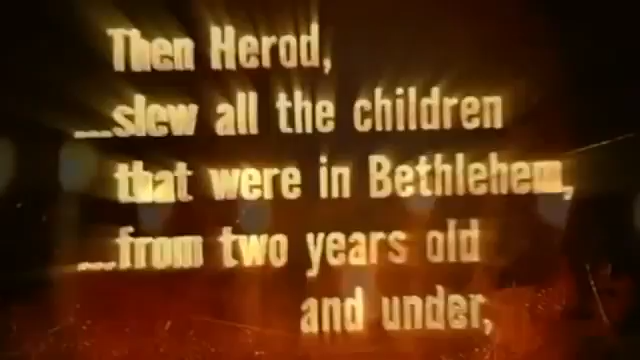 Then Herod,
...slew all the children
that were in Bethlehem,
...from two years old
and under,